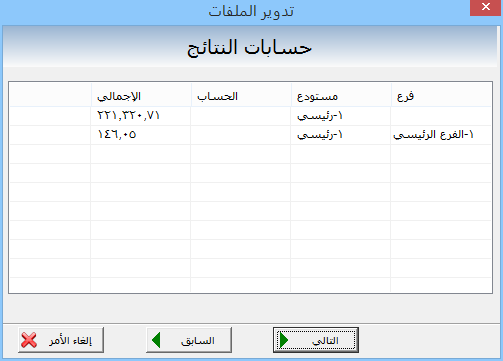 تدوير الملفات
حسابات النتائج
فرع مستودع الحساب الإجمالي
١-رئيسي ٢٢١,٣٢٠,٧١
١-الفرع الرئيسي ١-رئيسي ١٤٦,٠٥
التالي السابق إلغاء الأمر